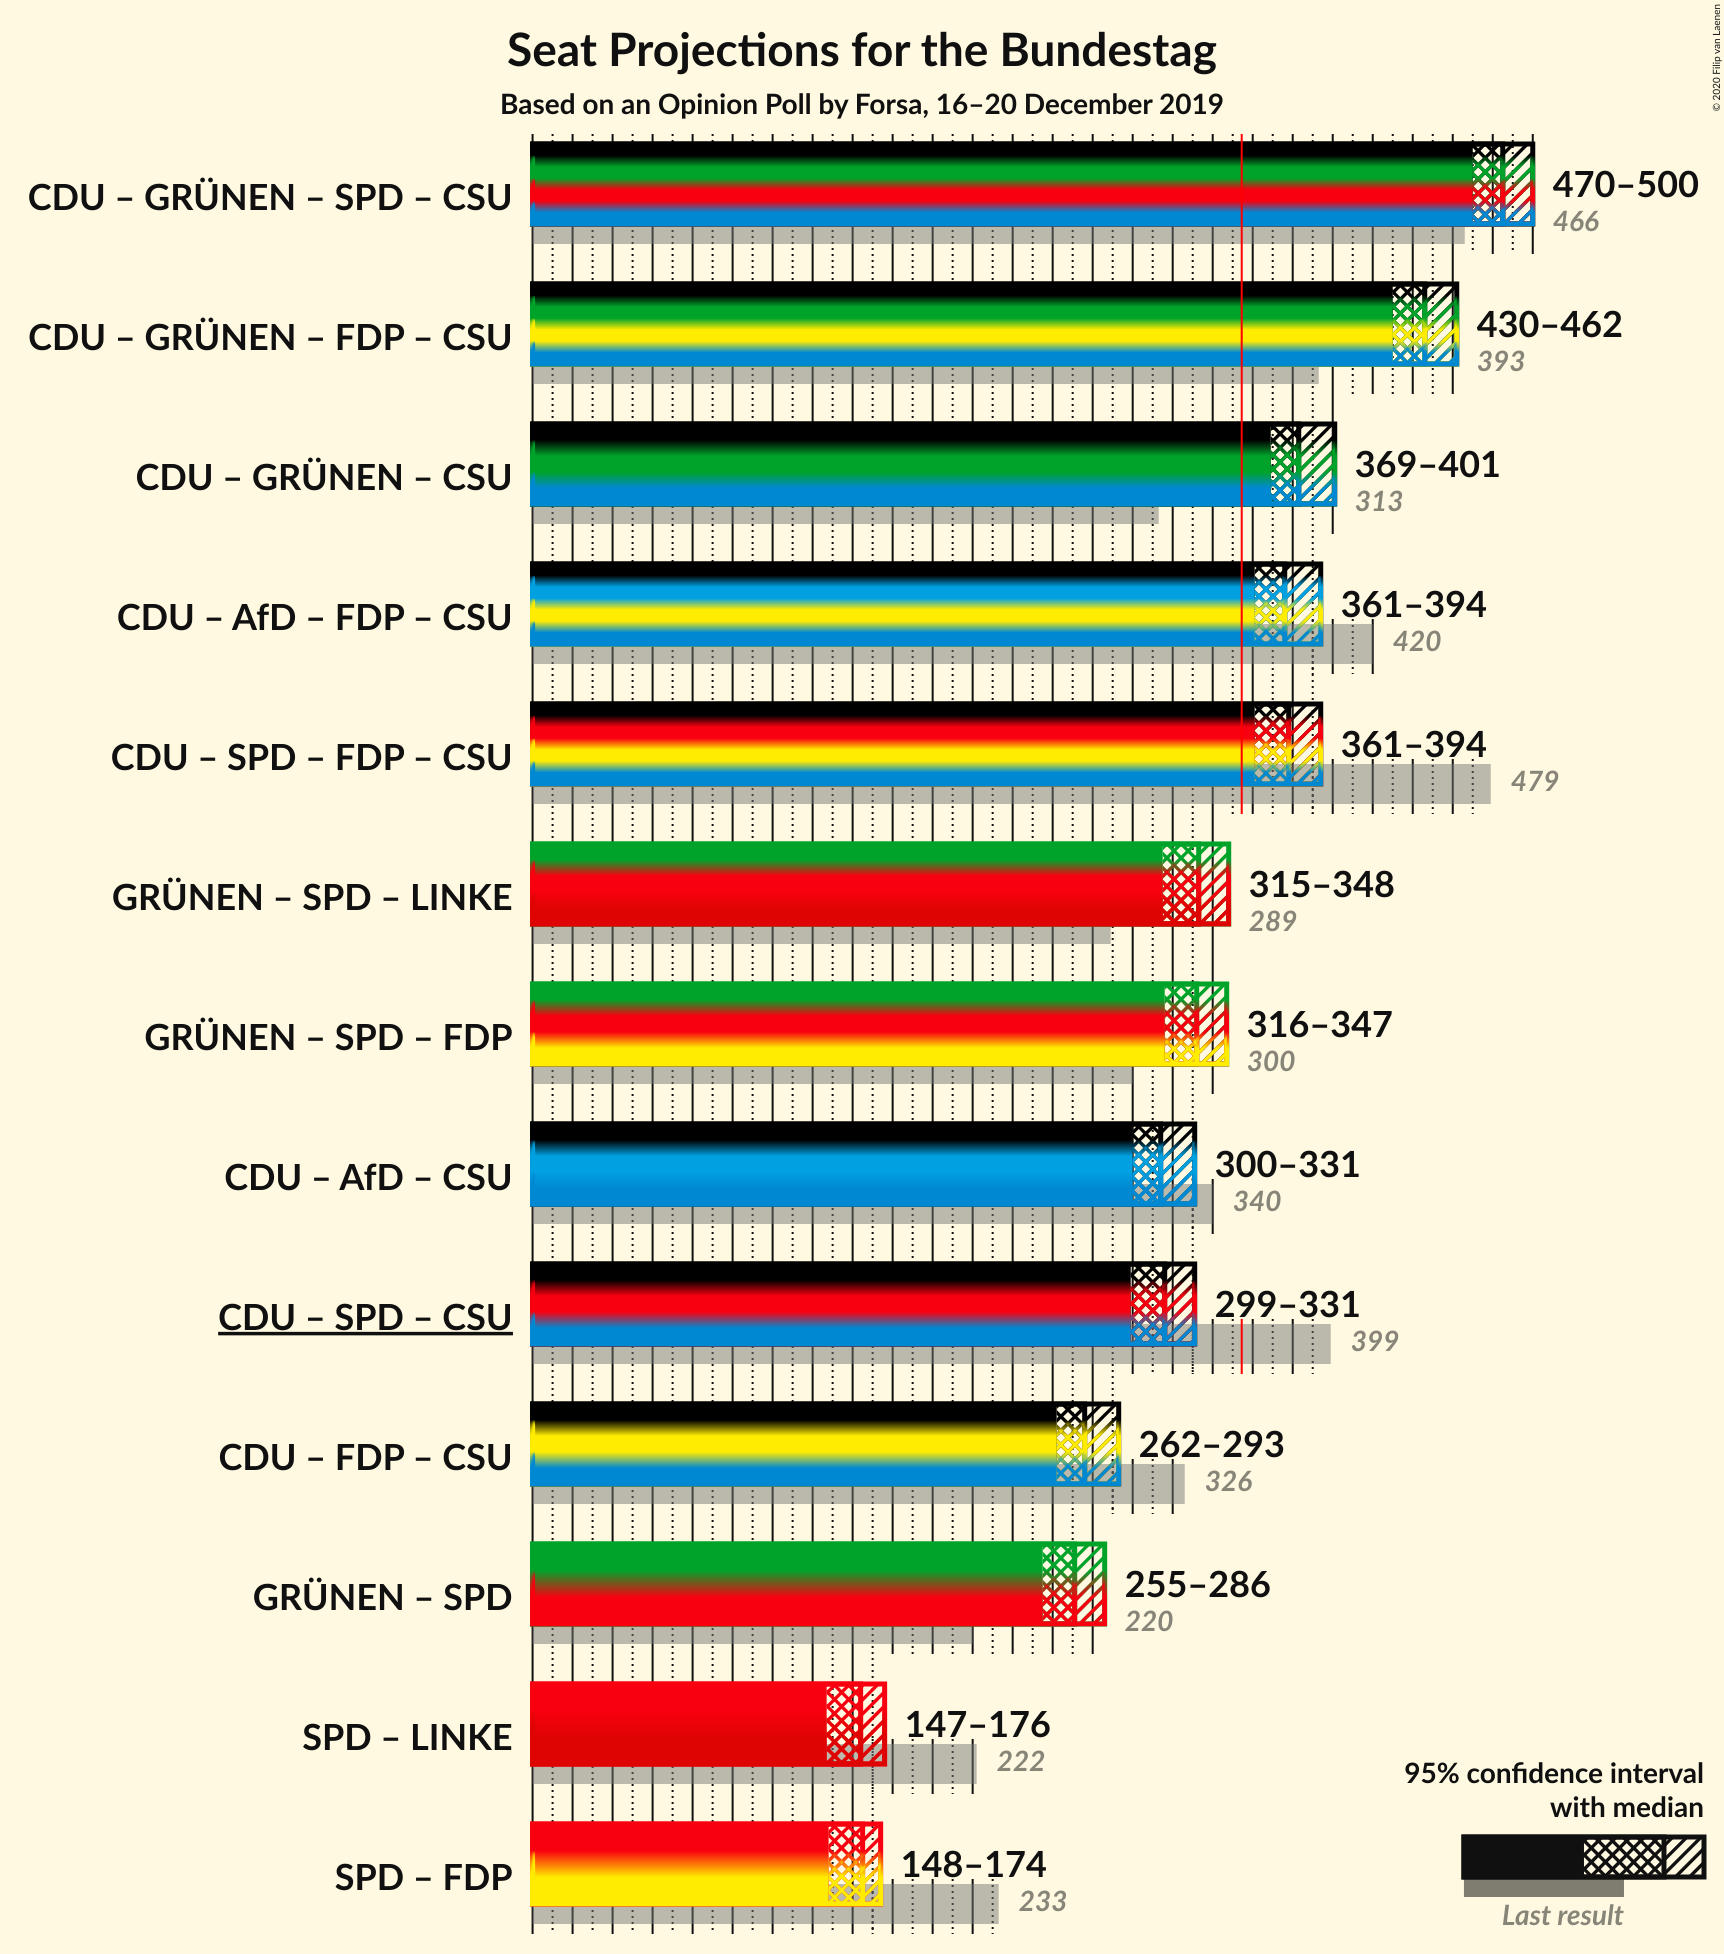 © 2020 Filip van Laenen
Seat Projections for the Bundestag
Based on an Opinion Poll by Forsa, 16–20 December 2019
CDU – GRÜNEN – SPD – CSU
470–500
466
CDU – GRÜNEN – FDP – CSU
430–462
393
CDU – GRÜNEN – CSU
369–401
313
CDU – AfD – FDP – CSU
361–394
420
CDU – SPD – FDP – CSU
361–394
479
GRÜNEN – SPD – LINKE
315–348
289
GRÜNEN – SPD – FDP
316–347
300
CDU – AfD – CSU
300–331
340
CDU – SPD – CSU
299–331
399
CDU – FDP – CSU
262–293
326
GRÜNEN – SPD
255–286
220
SPD – LINKE
147–176
222
SPD – FDP
148–174
233
95% confidence interval
with median
Last result